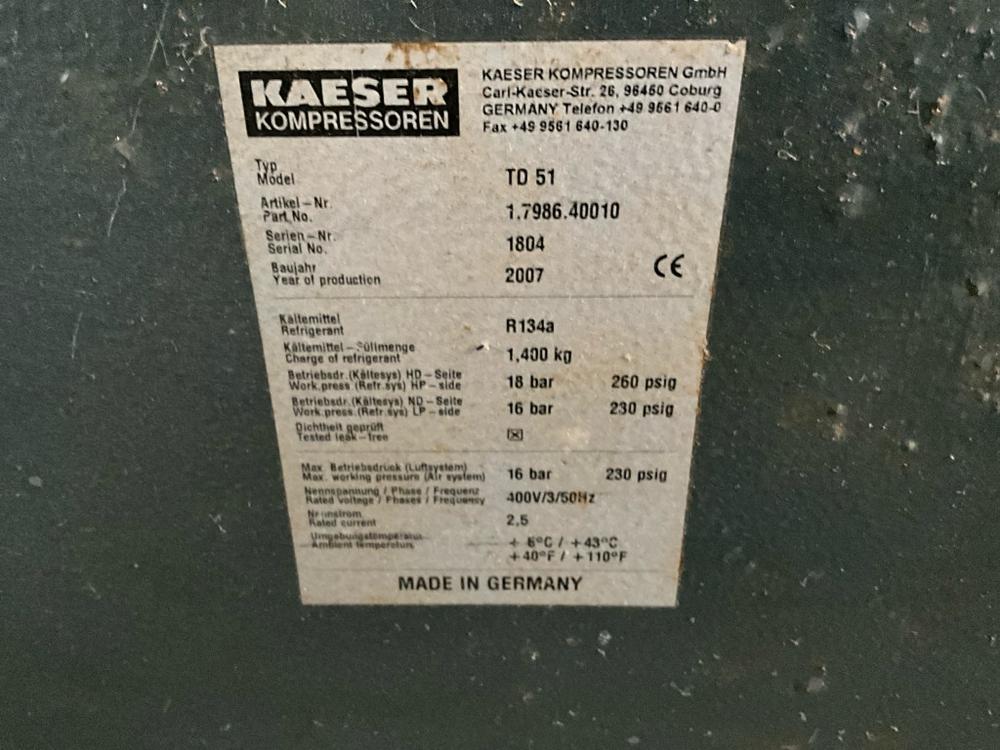 KAESER
KOMPRESSOREN
KAESER KOMPRESSOREN GmbH
Carl-Kaeser-Str. 26, 96450 Coburg
GERMANY Telefon +49 9561 640-0
Fax +49 9561 640-130
Typ
Model TD 51
Artikel-Nr.
Part.No. 1.7986.40010
Serien-Nr.
Serial No. 1804
Baujahr
Year of production 2007
CE
Kältemittel
Refrigerant R134a
Kältemittel-Füllmenge
Charge of refrigerant 1,400 kg
Betriebsdr.(Kältesys) HD-Seite
Work.press (Refr.sys) HP-side 18 bar 260 psig
Betriebsdr.(Kältesys) ND-Seite
Work.press.(Refr.sys) LP-side 16 bar 230 psig
Dichtheit geprüft
Tested leak-free ☒
Max. Betriebsdruck (Luftsystem)
Max. working pressure (Air system) 16 bar 230 psig
Nennspannung / Phase / Frequenz
Rated voltage / Phases / Frequency 400V/3/50Hz
Nennstrom
Rated current 2,5
Umgebungstemperatur
Ambient temperature + 5°C / +43°C
+40°F / +110°F
MADE IN GERMANY